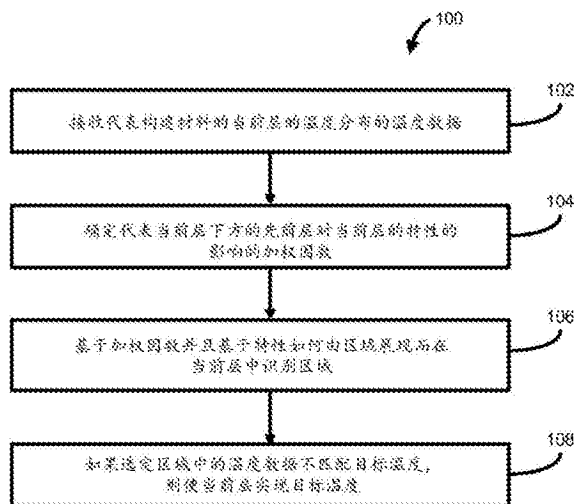 100
102
接收代表构造材料的当前层的温度分布的温度数据
104
确定代表当前层下方的先前层对当前层的特性的
影响的加权因数
106
基于加权因数并且基于特性如何由区域展现而在
当前层中识别区域
108
如果选定区域中的温度数据不匹配目标温度,
则使当前层实现目标温度